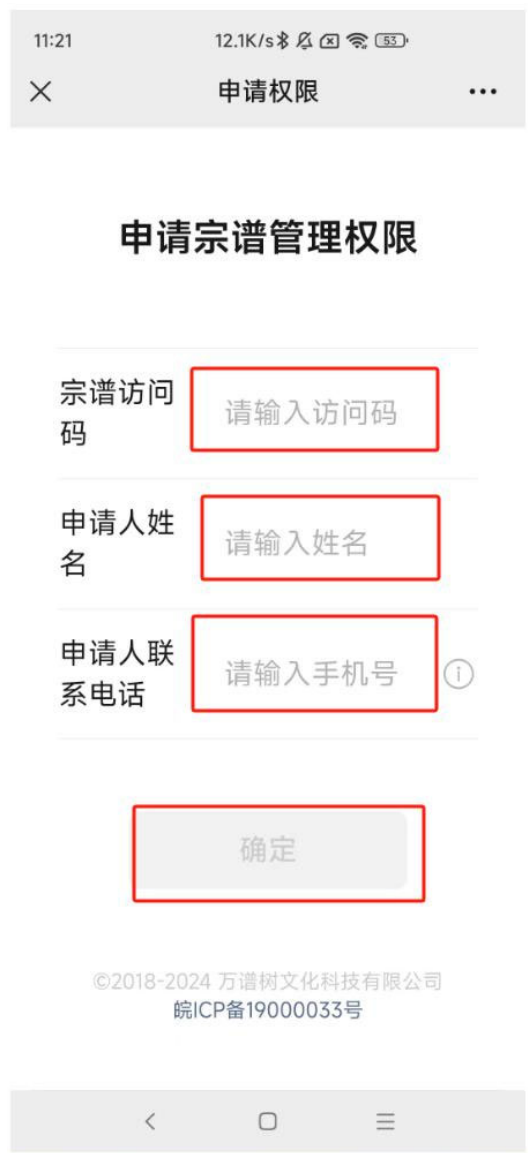 11:21 12.1K/s 53
申请权限
申请宗谱管理权限
宗谱访问
码
请输入访问码
申请人姓
名
请输入姓名
申请人联
系电话
请输入手机号
确定
©2018-2024 万谱树文化科技有限公司
皖ICP备19000033号